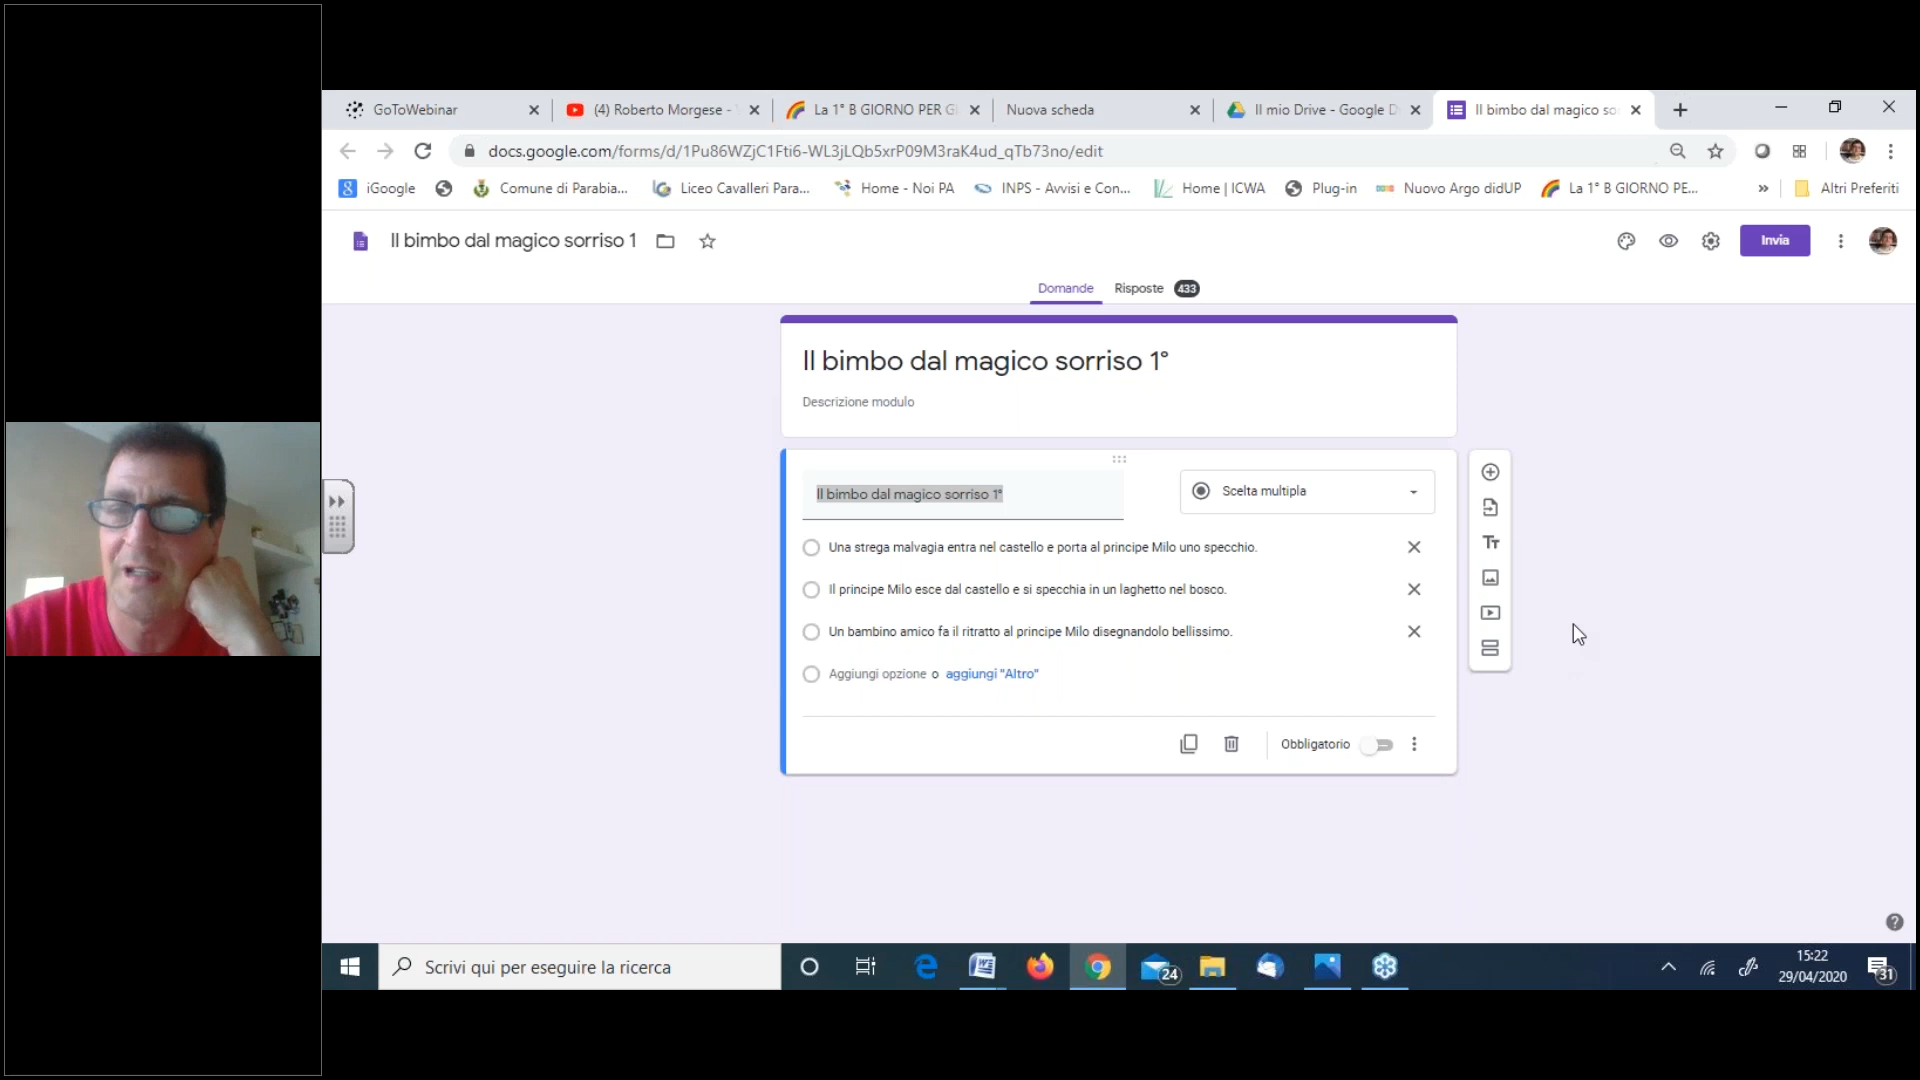 GoToWebinar
(4) Roberto Morgese -
La 1° B GIORNO PER G
Nuova scheda
Il mio Drive - Google D
Il bimbo dal magico so
docs.google.com/forms/d/1Pu86WZjC1Fti6-WL3jLQb5xrP09M3raK4ud_qTb73no/edit
iGoogle
Comune di Parabia...
Liceo Cavalleri Para...
Home - Noi PA
INPS - Avvisi e Con...
Home | ICWA
Plug-in
Nuovo Argo didUP
La 1° B GIORNO PE...
»
Altri Preferiti
Il bimbo dal magico sorriso 1
Invia
Domande
Risposte 433
Il bimbo dal magico sorriso 1°
Descrizione modulo
Il bimbo dal magico sorriso 1°
Scelta multipla
Una strega malvagia entra nel castello e porta al principe Milo uno specchio.
Il principe Milo esce dal castello e si specchia in un laghetto nel bosco.
Un bambino amico fa il ritratto al principe Milo disegnandolo bellissimo.
Aggiungi opzione o aggiungi "Altro"
Tт
Obbligatorio
Scrivi qui per eseguire la ricerca
24
15:22
29/04/2020
31